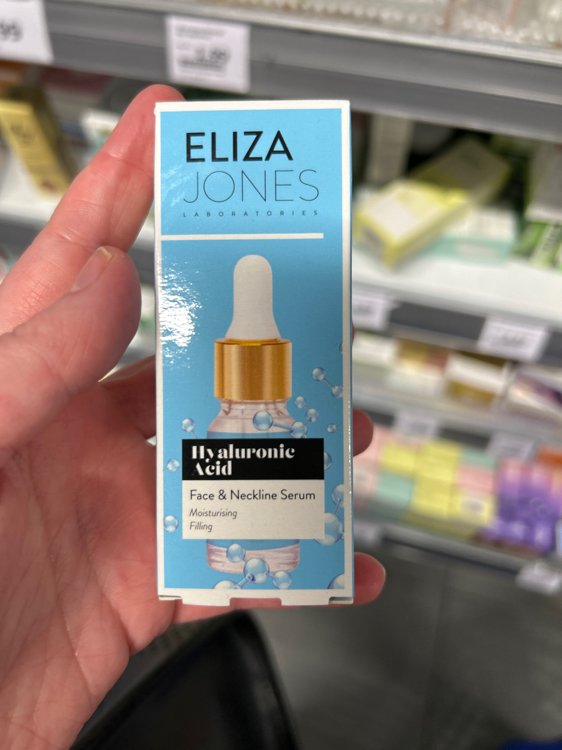 ELIZA
JONES
LABORATORIES
Hyaluronic
Acid
Face & Neckline Serum
Moisturising
Filling